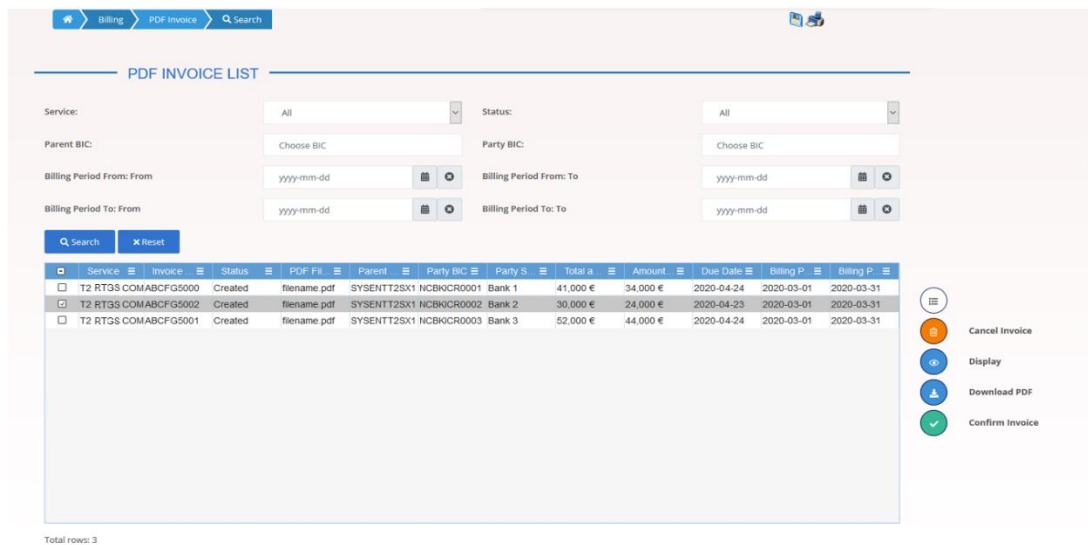 Billing PDF Invoice Search
PDF INVOICE LIST
Service: All Status: All
Parent BIC: Choose BIC Party BIC: Choose BIC
Billing Period From: From yyyy-mm-dd Billing Period From: To yyyy-mm-dd
Billing Period To: From yyyy-mm-dd Billing Period To: To yyyy-mm-dd
Search Reset
Service Invoice ... Status PDF Fil... Parent ... Party BIC Party S... Total a... Amount... Due Date Billing P... Billing P...
T2 RTGS COM ABCFG5000 Created filename.pdf SYSENTT2SX1 NCBKICR0001 Bank 1 41,000 € 34,000 € 2020-04-24 2020-03-01 2020-03-31
T2 RTGS COM ABCFG5002 Created filename.pdf SYSENTT2SX1 NCBKICR0002 Bank 2 30,000 € 24,000 € 2020-04-23 2020-03-01 2020-03-31
T2 RTGS COM ABCFG5001 Created filename.pdf SYSENTT2SX1 NCBKICR0003 Bank 3 52,000 € 44,000 € 2020-04-24 2020-03-01 2020-03-31
Cancel Invoice
Display
Download PDF
Confirm Invoice
Total rows: 3